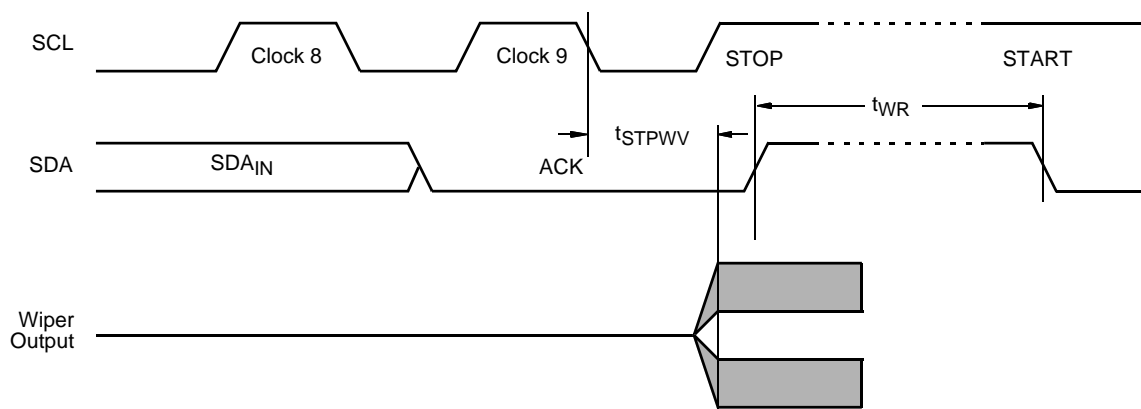 SCL
Clock 8
Clock 9
STOP
START
tWR
tSTPWV
SDA
SDAIN
ACK
Wiper
Output